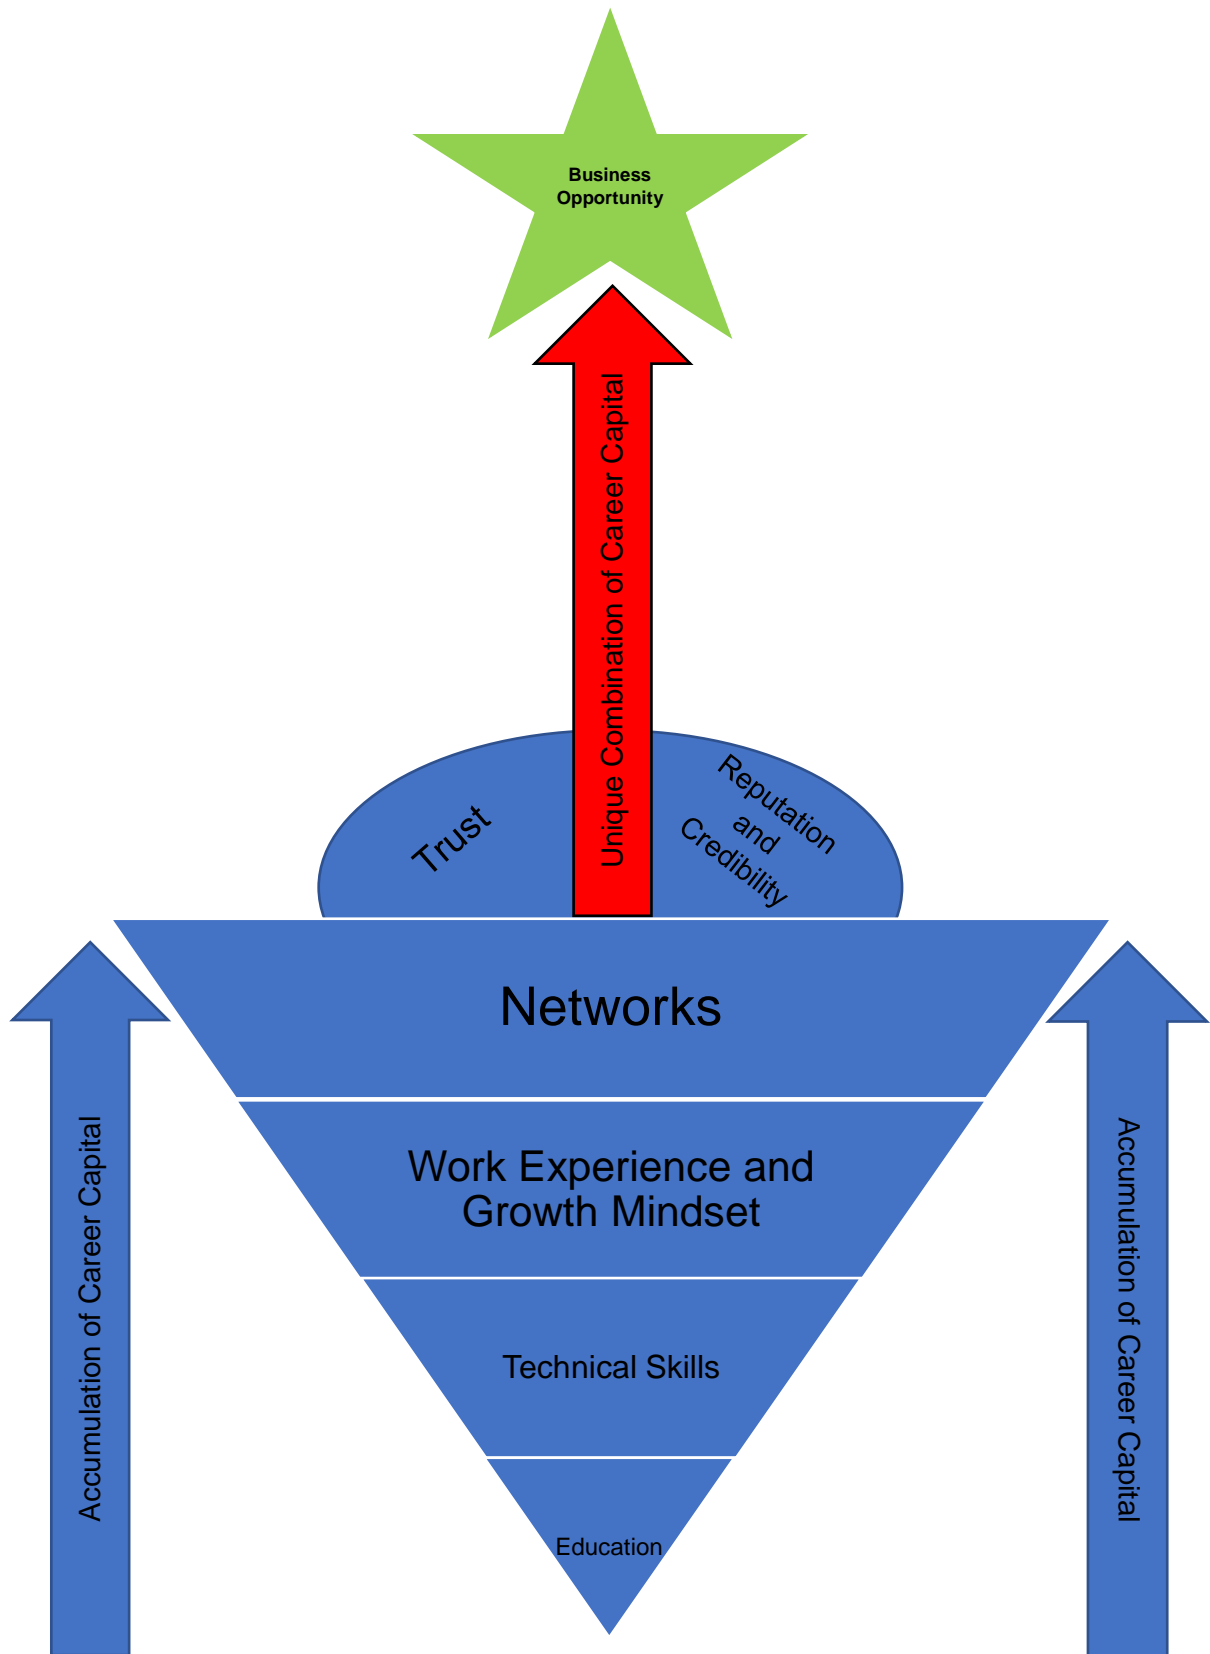 Business
Opportunity
Unique Combination of Career Capital
Trust
Reputation
and
Credibility
Networks
Work Experience and
Growth Mindset
Technical Skills
Education
Accumulation of Career Capital
Accumulation of Career Capital